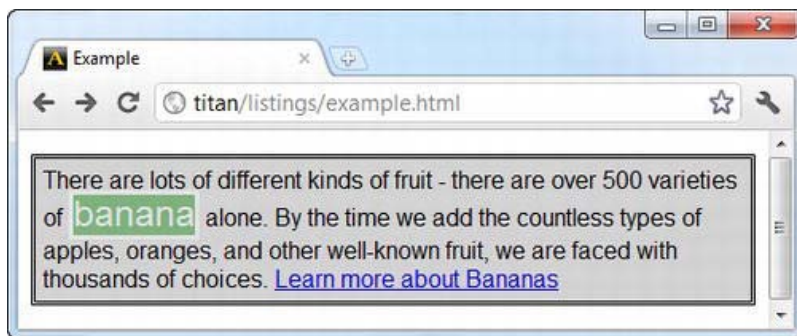 Example
titan/listings/example.html
There are lots of different kinds of fruit - there are over 500 varieties
of banana alone. By the time we add the countless types of
apples, oranges, and other well-known fruit, we are faced with
thousands of choices. Learn more about Bananas